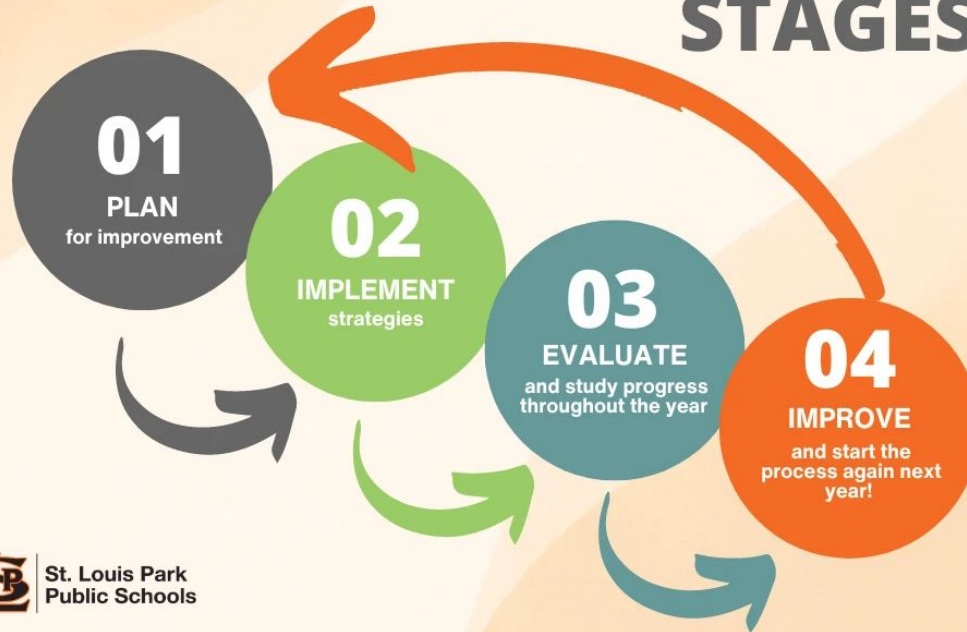 STAGES
01
PLAN
for improvement
02
IMPLEMENT
strategies
03
EVALUATE
and study progress
throughout the year
04
IMPROVE
and start the
process again next
year!
St. Louis Park
Public Schools